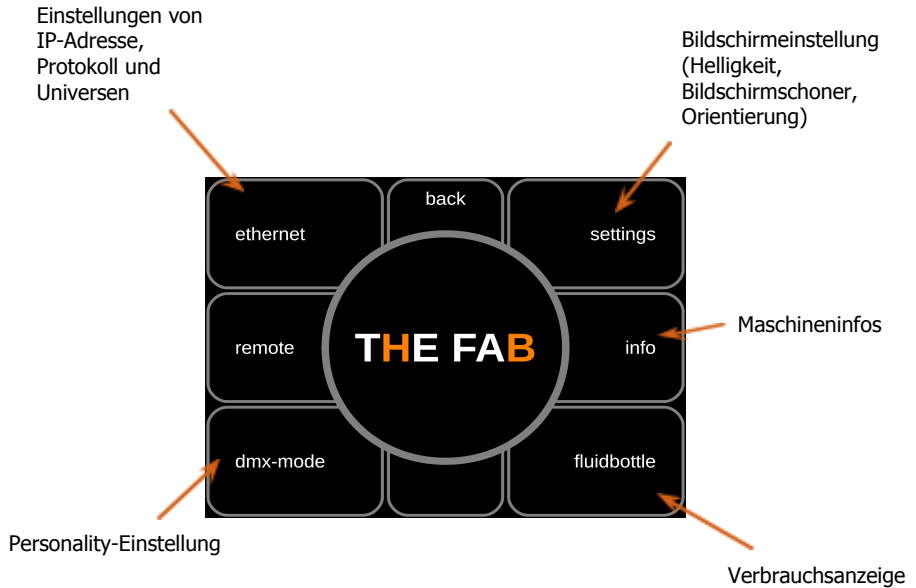 Einstellungen von
IP-Adresse,
Protokoll und
Universen
Bildschirmeinstellung
(Helligkeit,
Bildschirmschoner,
Orientierung)
back
ethernet
settings
Maschineninfos
remote
THE FAB
info
dmx-mode
fluidbottle
Personality-Einstellung
Verbrauchsanzeige